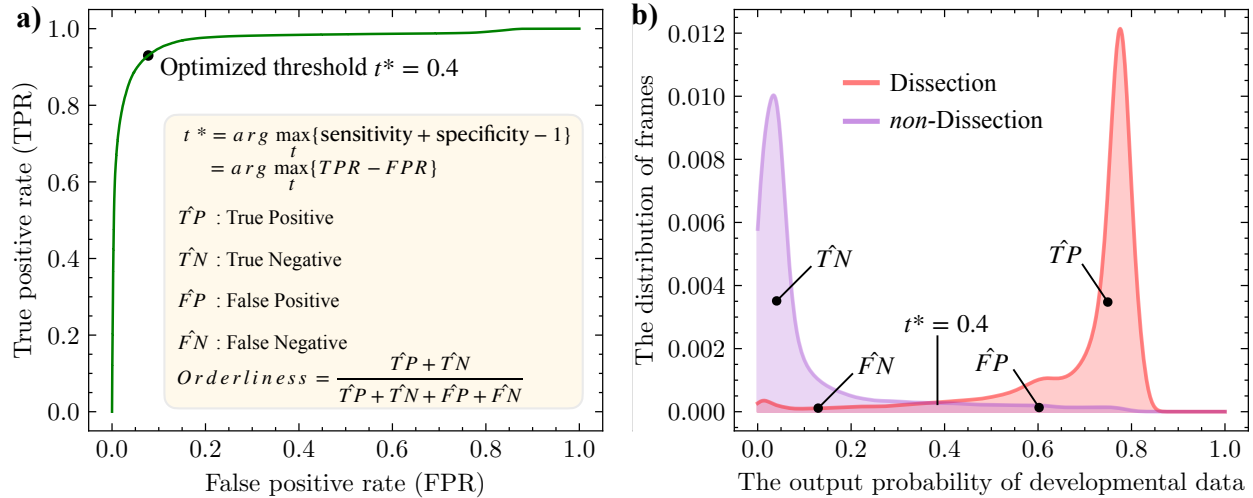 a)
1.0
0.8
0.6
0.4
0.2
0.0
True positive rate (TPR)
Optimized threshold t* = 0.4
t * = arg max{sensitivity + specificity − 1}
t
= arg max{TPR − FPR}
t
T̂P : True Positive
T̂N : True Negative
F̂P : False Positive
F̂N : False Negative
Orderliness = T̂P + T̂N
T̂P + T̂N + F̂P + F̂N
0.0 0.2 0.4 0.6 0.8 1.0
False positive rate (FPR)
b)
0.012
0.010
0.008
0.006
0.004
0.002
0.000
The distribution of frames
Dissection
non-Dissection
T̂N
T̂P
t* = 0.4
F̂N
F̂P
0.0 0.2 0.4 0.6 0.8 1.0
The output probability of developmental data